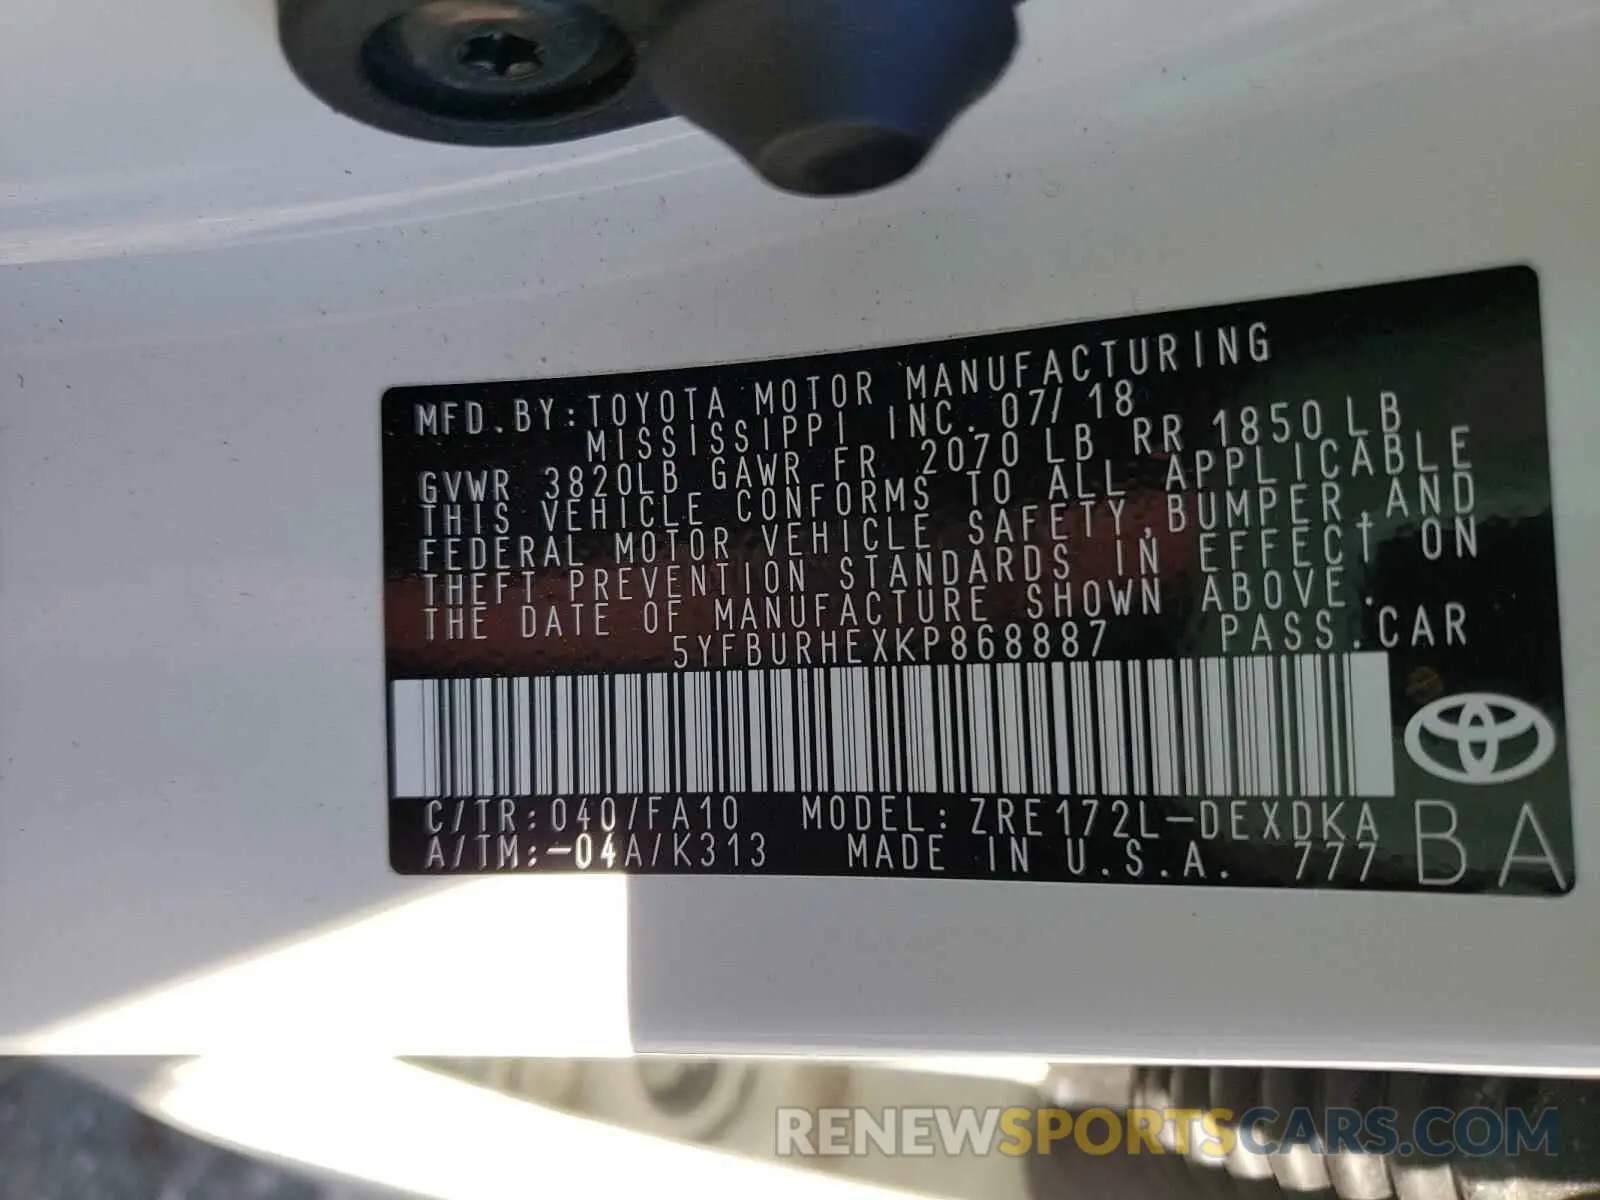 MFD.BY:TOYOTA MOTOR MANUFACTURING
MISSISSIPPI INC. 07/18
GVWR 3820LB GAWR FR 2070 LB RR 1850LB
THIS VEHICLE CONFORMS TO ALL APPLICABLE
FEDERAL MOTOR VEHICLE SAFETY,BUMPER,AND
THEFT PREVENTION STANDARDS IN EFFECT ON
THE DATE OF MANUFACTURE SHOWN ABOVE.
5YFBURHEXKP868887 PASS.CAR
C/TR:040/FA10 MODEL:ZRE172L-DEXDKA
A/TM:-04A/K313 MADE IN U.S.A. 777
BA
RENEWSPORTSCARS.COM